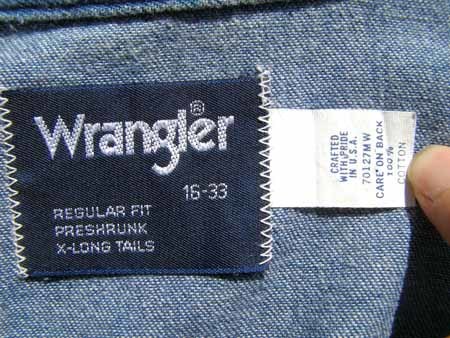 Wrangler®
16-33
REGULAR FIT
PRESHRUNK
X-LONG TAILS
CRAFTED
WITH PRIDE
IN U.S.A.
70127MW
CARE ON BACK
100%
COTTON